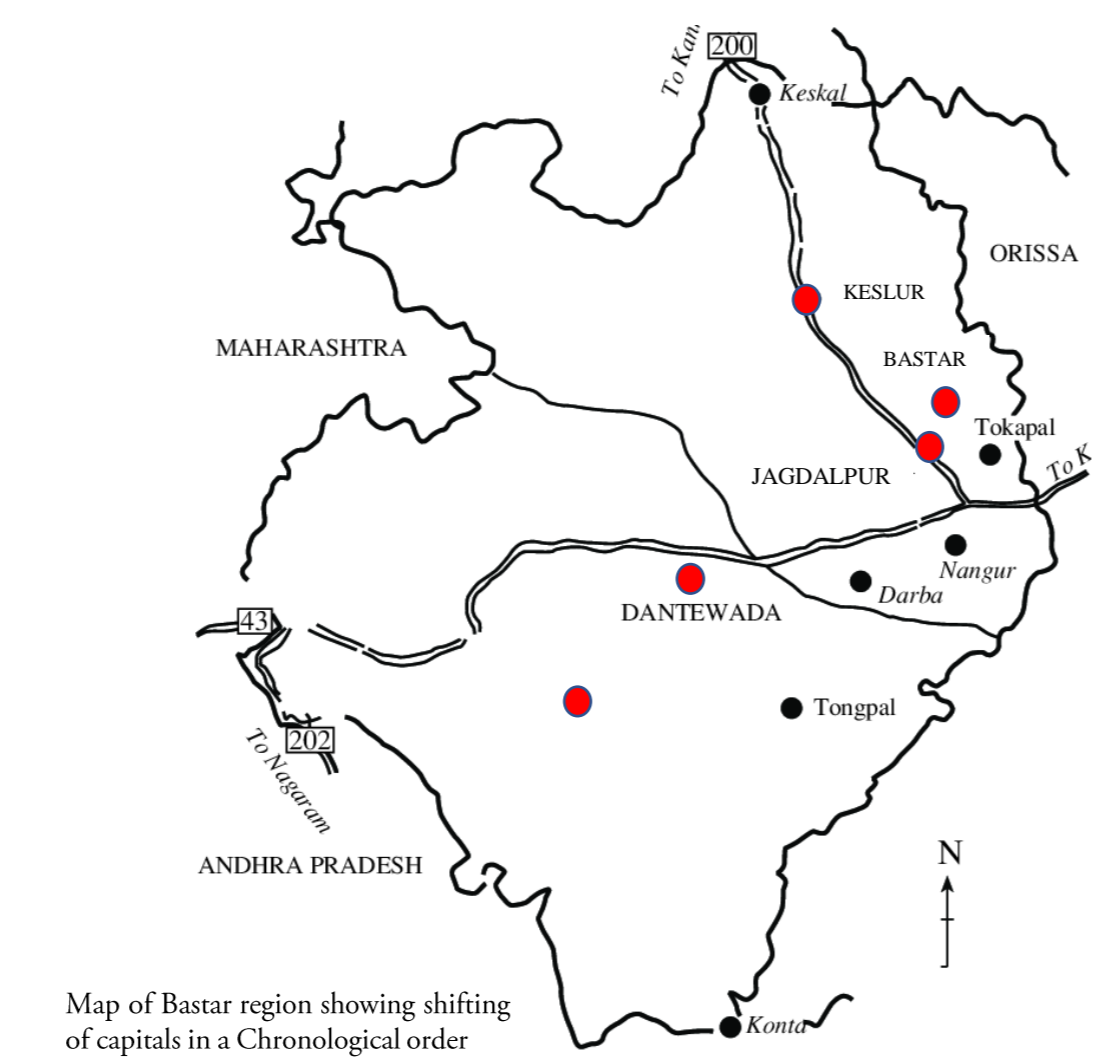 200
To Kan
Keskal
ORISSA
KESLUR
MAHARASHTRA
BASTAR
Tokapal
To K
JAGDALPUR
Nangur
Darba
DANTEWADA
43
Tongpal
202
To Nagaram
ANDHRA PRADESH
N
Map of Bastar region showing shifting
of capitals in a Chronological order
Konta